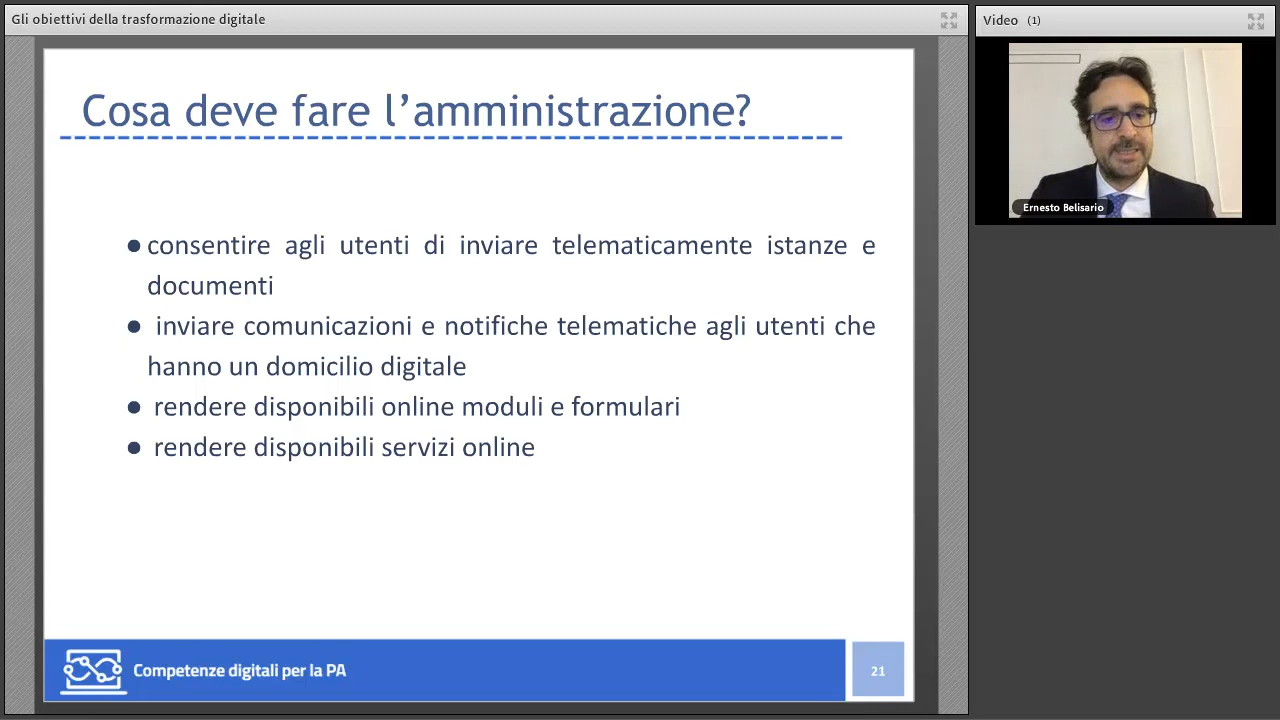 Gli obiettivi della trasformazione digitale
Video (1)
Cosa deve fare l’amministrazione?
● consentire agli utenti di inviare telematicamente istanze e
documenti
● inviare comunicazioni e notifiche telematiche agli utenti che
hanno un domicilio digitale
● rendere disponibili online moduli e formulari
● rendere disponibili servizi online
Ernesto Belisario
Competenze digitali per la PA
21